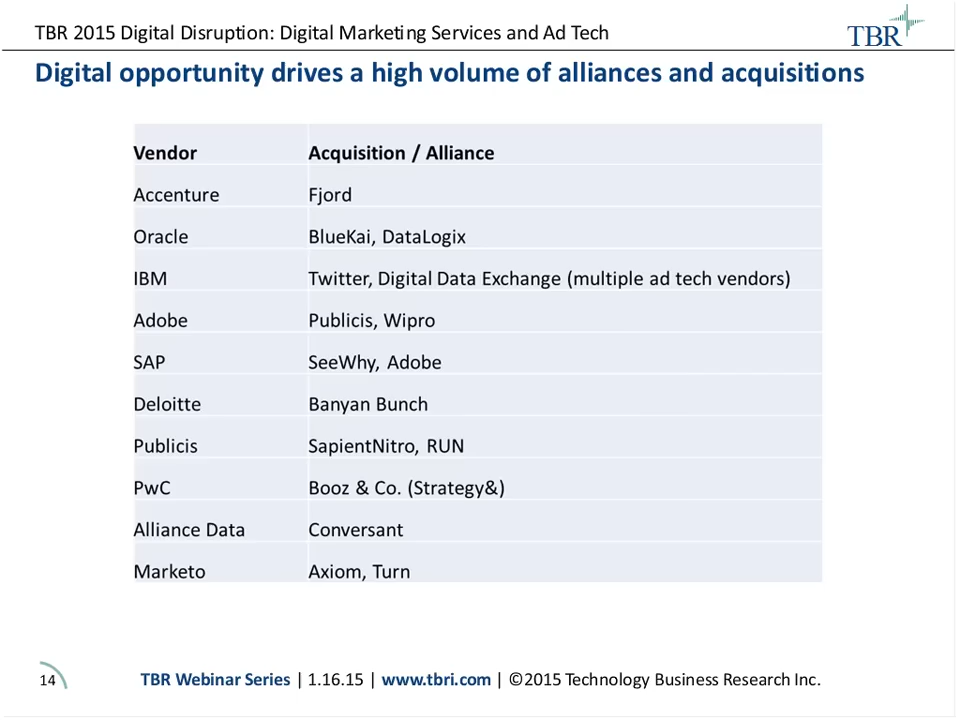 TBR 2015 Digital Disruption: Digital Marketing Services and Ad Tech
TBR
Digital opportunity drives a high volume of alliances and acquisitions
Vendor Acquisition / Alliance
Accenture Fjord
Oracle BlueKai, DataLogix
IBM Twitter, Digital Data Exchange (multiple ad tech vendors)
Adobe Publicis, Wipro
SAP SeeWhy, Adobe
Deloitte Banyan Bunch
Publicis SapientNitro, RUN
PwC Booz & Co. (Strategy&)
Alliance Data Conversant
Marketo Axiom, Turn
14 TBR Webinar Series | 1.16.15 | www.tbri.com | ©2015 Technology Business Research Inc.